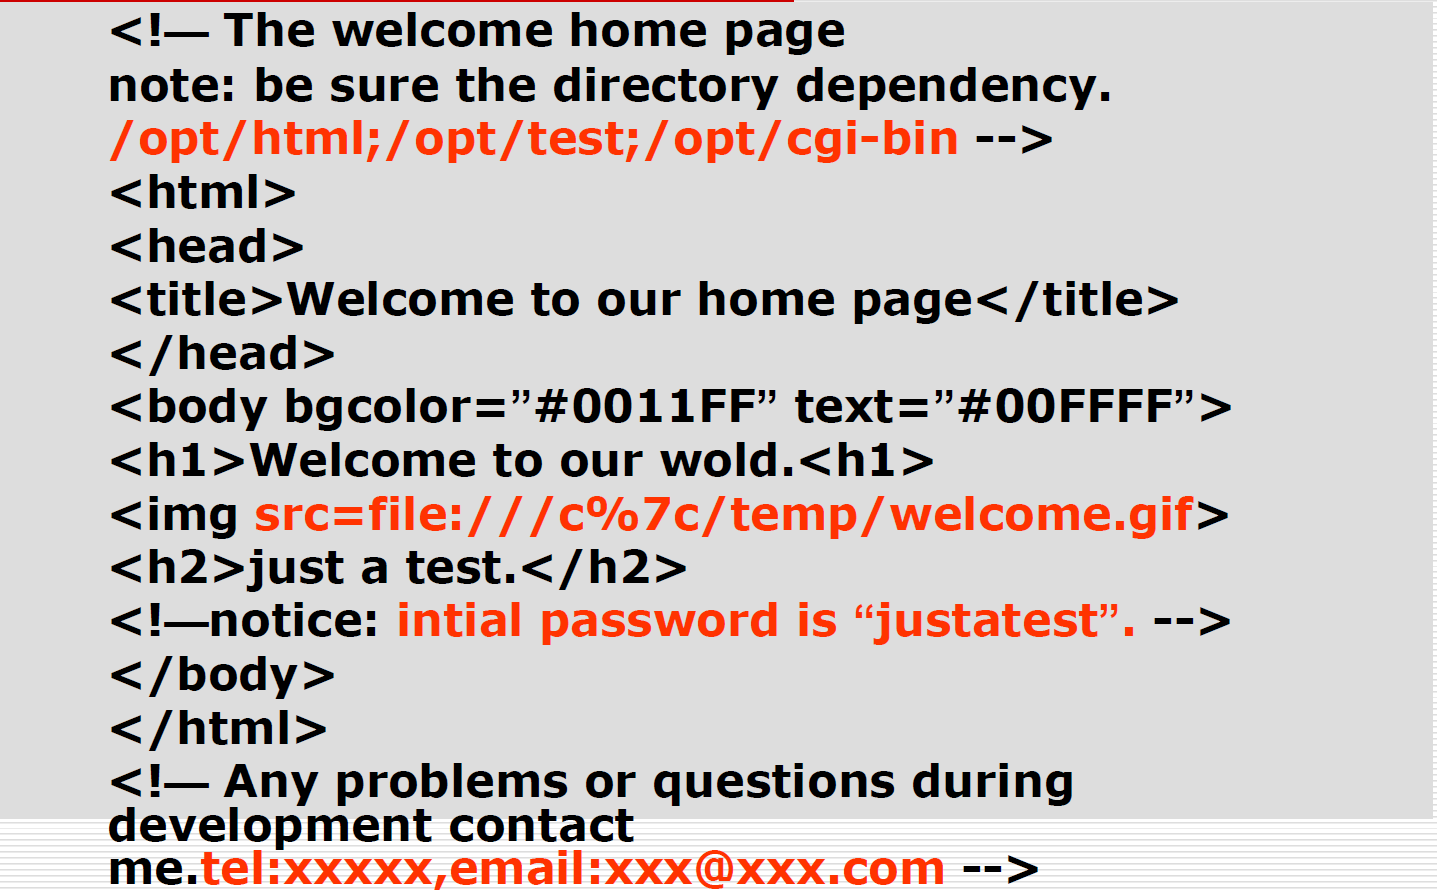 <!— The welcome home page
note: be sure the directory dependency.
/opt/html;/opt/test;/opt/cgi-bin -->
<html>
<head>
<title>Welcome to our home page</title>
</head>
<body bgcolor=”#0011FF” text=”#00FFFF”>
<h1>Welcome to our wold.<h1>
<img src=file:///c%7c/temp/welcome.gif>
<h2>just a test.</h2>
<!—notice: intial password is “justatest”. -->
</body>
</html>
<!— Any problems or questions during
development contact
me.tel:xxxxx,email:xxx@xxx.com -->